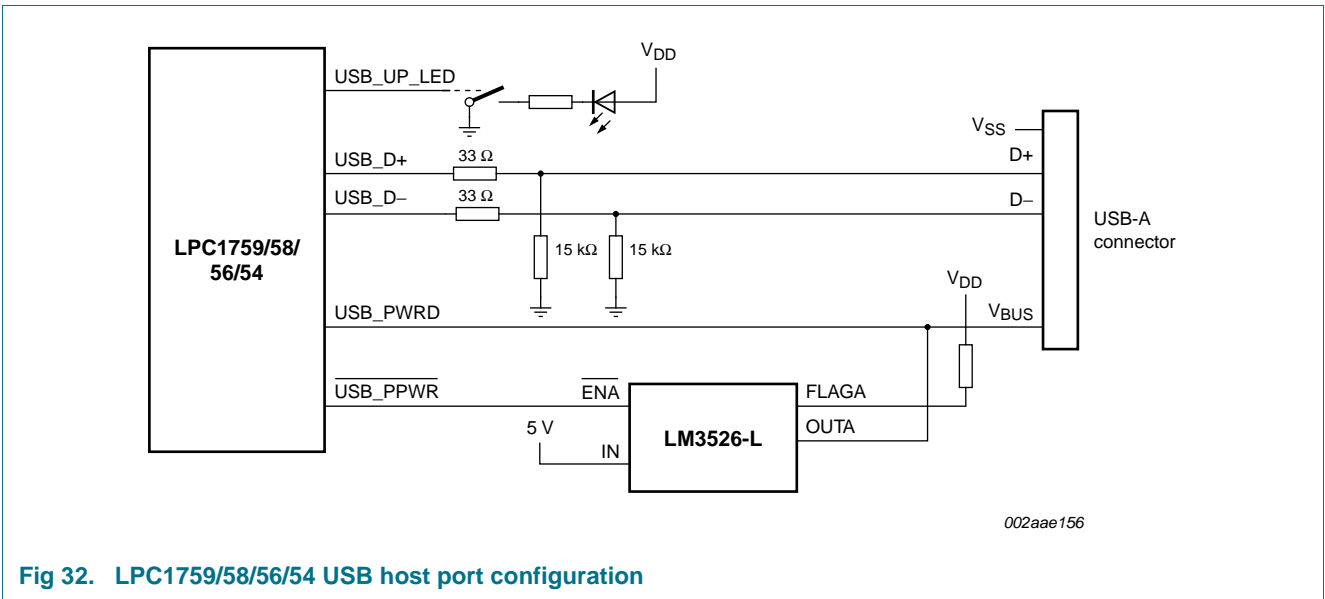 USB_UP_LED
VDD
VSS
USB_D+
33 Ω
D+
USB_D−
33 Ω
D−
USB-A
connector
LPC1759/58/
56/54
15 kΩ
15 kΩ
VDD
USB_PWRD
VBUS
USB_PPWR
ENA
FLAGA
5 V
OUTA
LM3526-L
IN
002aae156
Fig 32. LPC1759/58/56/54 USB host port configuration